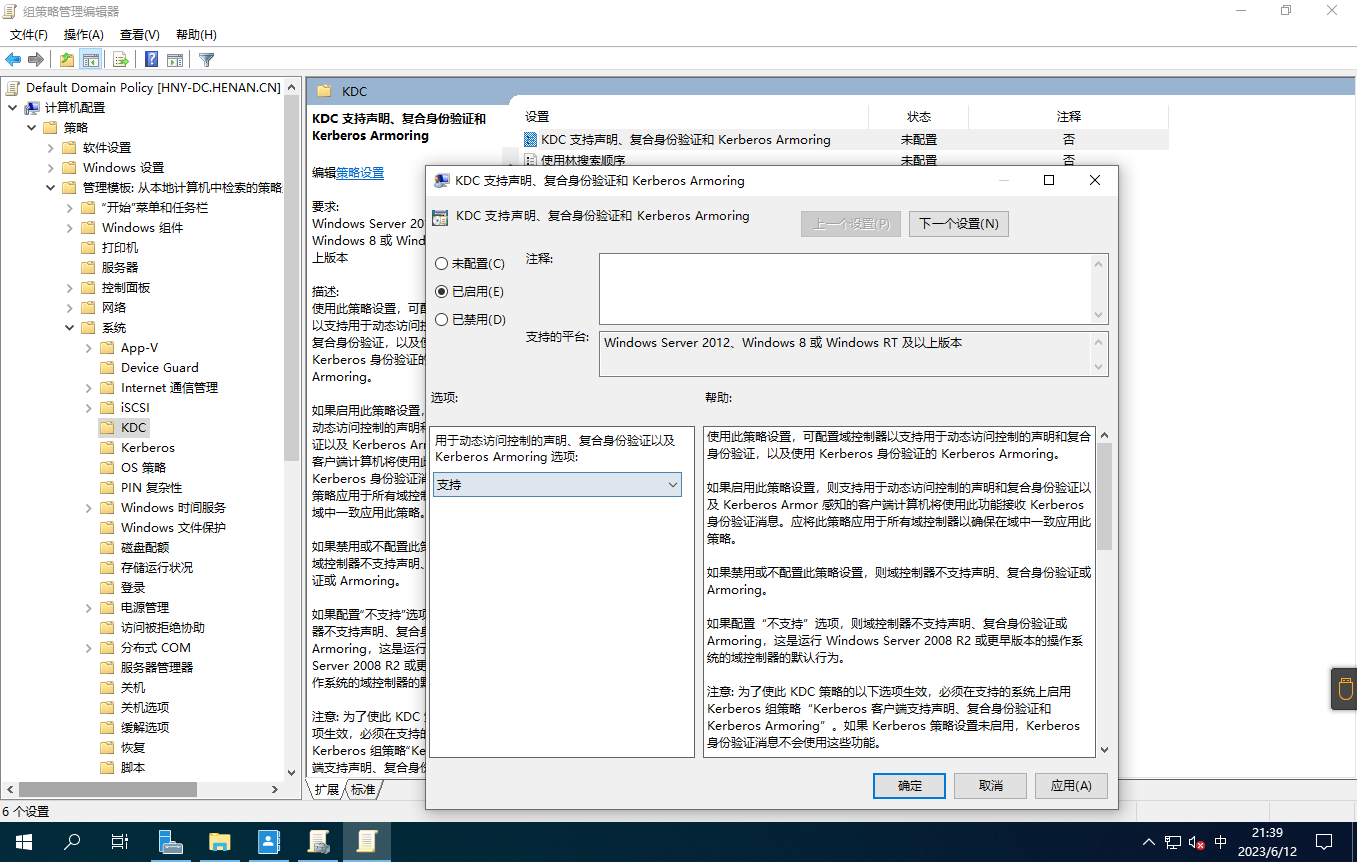 组策略管理编辑器
文件(F) 操作(A) 查看(V) 帮助(H)
Default Domain Policy [HNY-DC.HENAN.CN]
计算机配置
策略
软件设置
Windows 设置
管理模板: 从本地计算机中检索的策略
“开始”菜单和任务栏
Windows 组件
打印机
服务器
控制面板
网络
系统
App-V
Device Guard
Internet 通信管理
iSCSI
KDC
Kerberos
OS 策略
PIN 复杂性
Windows 时间服务
Windows 文件保护
磁盘配额
存储运行状况
登录
电源管理
访问被拒绝协助
分布式 COM
服务器管理器
关机
关机选项
缓解选项
恢复
脚本
KDC
KDC 支持声明、复合身份验证和
Kerberos Armoring
编辑策略设置
要求:
Windows Server 20
Windows 8 或 Wind
上版本
描述:
使用此策略设置，可配
以支持用于动态访问控
复合身份验证，以及使
Kerberos 身份验证的
Armoring。
如果启用此策略设置，
动态访问控制的声明和
证以及 Kerberos Arm
客户端计算机将使用此
Kerberos 身份验证消
策略应用于所有域控制
域中一致应用此策略。
如果禁用或不配置此策
域控制器不支持声明、
证或 Armoring。
如果配置“不支持”选项
器不支持声明、复合身
Armoring，这是运行
Server 2008 R2 或更
作系统的域控制器的默
注意: 为了使此 KDC
项生效，必须在支持的
Kerberos 组策略“Ke
端支持声明、复合身份
设置 状态 注释
KDC 支持声明、复合身份验证和 Kerberos Armoring 未配置 否
使用林搜索顺序 未配置 否
KDC 支持声明、复合身份验证和 Kerberos Armoring
KDC 支持声明、复合身份验证和 Kerberos Armoring
上一个设置(P) 下一个设置(N)
未配置(C) 注释:
已启用(E)
已禁用(D)
支持的平台: Windows Server 2012、Windows 8 或 Windows RT 及以上版本
选项: 帮助:
用于动态访问控制的声明、复合身份验证以及
Kerberos Armoring 选项:
支持
使用此策略设置，可配置域控制器以支持用于动态访问控制的声明和复合
身份验证，以及使用 Kerberos 身份验证的 Kerberos Armoring。
如果启用此策略设置，则支持用于动态访问控制的声明和复合身份验证以
及 Kerberos Armor 感知的客户端计算机将使用此功能接收 Kerberos
身份验证消息。应将此策略应用于所有域控制器以确保在域中一致应用此
策略。
如果禁用或不配置此策略设置，则域控制器不支持声明、复合身份验证或
Armoring。
如果配置“不支持”选项，则域控制器不支持声明、复合身份验证或
Armoring，这是运行 Windows Server 2008 R2 或更早版本的操作系
统的域控制器的默认行为。
注意: 为了使此 KDC 策略的以下选项生效，必须在支持的系统上启用
Kerberos 组策略“Kerberos 客户端支持声明、复合身份验证和
Kerberos Armoring”。如果 Kerberos 策略设置未启用，Kerberos
身份验证消息不会使用这些功能。
确定 取消 应用(A)
扩展 标准
6 个设置
中
21:39
2023/6/12